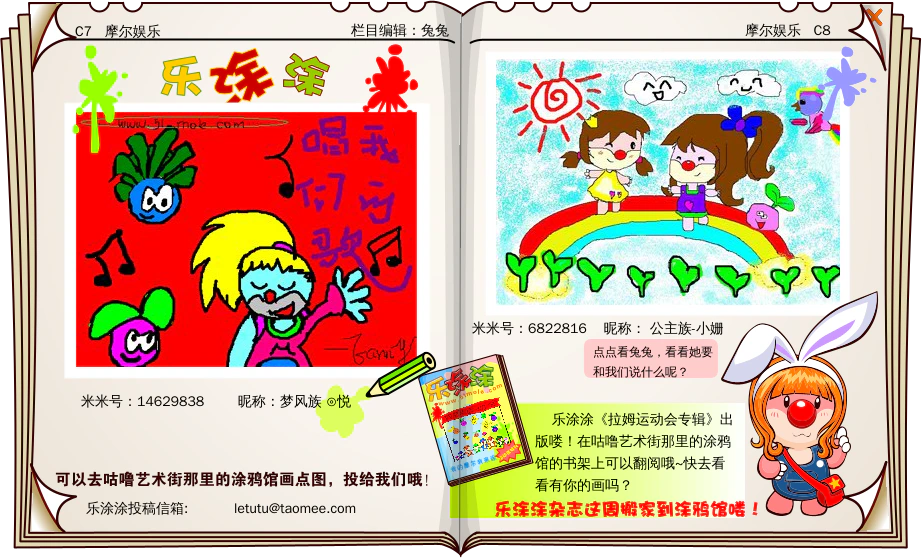 C7 摩尔娱乐
栏目编辑：兔兔
乐涂涂
www.51mole.com
唱我
们的
歌
米米号：14629838 昵称：梦风族⊙悦
可以去咕噜艺术街那里的涂鸦馆画点图，投给我们哦！
乐涂涂投稿信箱: letutu@taomee.com
摩尔娱乐 C8
米米号：6822816 昵称： 公主族-小姗
点点看兔兔，看看她要
和我们说什么呢？
乐涂涂
www.51mole.com
乐涂涂《拉姆运动会专辑》出
版喽！在咕噜艺术街那里的涂鸦
馆的书架上可以翻阅哦~快去看
看有你的画吗？
乐涂涂杂志这周搬家到涂鸦馆喽！